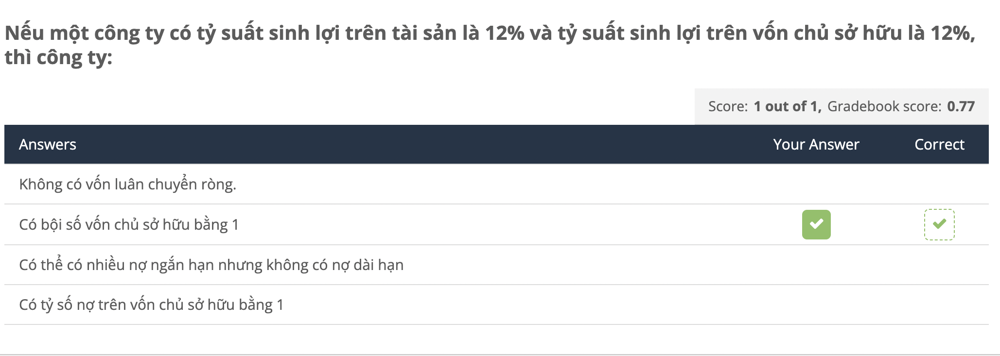 Nếu một công ty có tỷ suất sinh lợi trên tài sản là 12% và tỷ suất sinh lợi trên vốn chủ sở hữu là 12%,
thì công ty:
Score: 1 out of 1, Gradebook score: 0.77
Answers Your Answer Correct
Không có vốn luân chuyển ròng.
Có bội số vốn chủ sở hữu bằng 1
Có thể có nhiều nợ ngắn hạn nhưng không có nợ dài hạn
Có tỷ số nợ trên vốn chủ sở hữu bằng 1